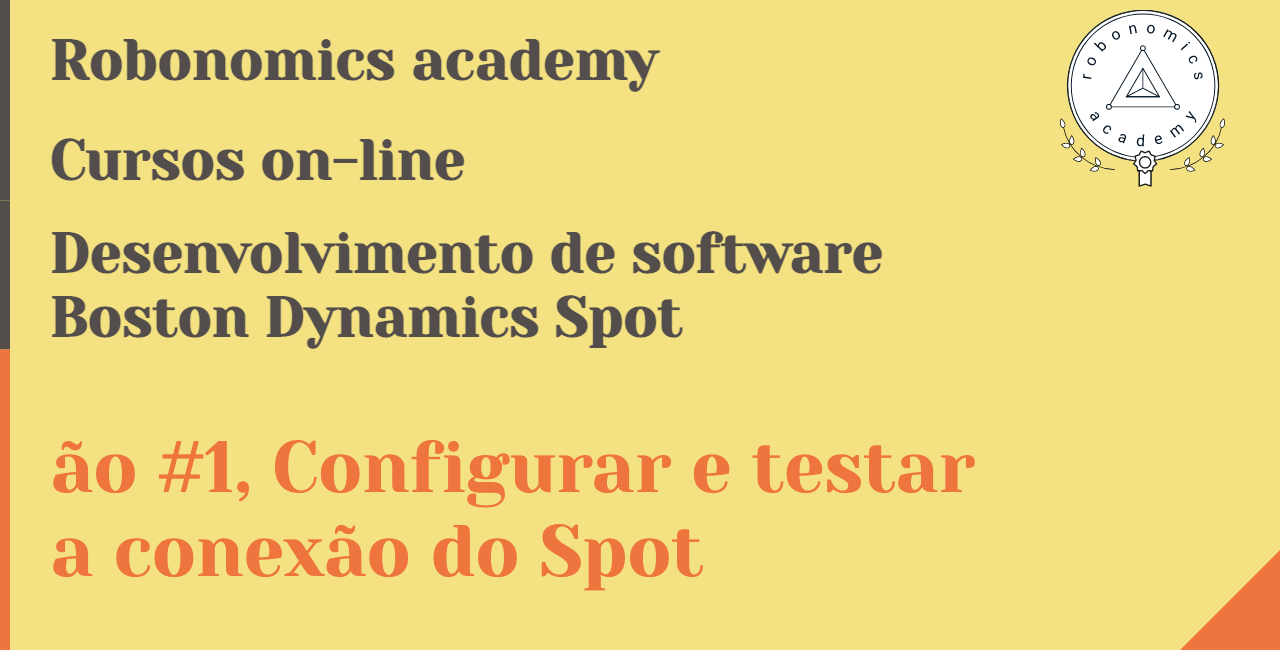 Robonomics academy
robonomics
academy
Cursos on-line
Desenvolvimento de software
Boston Dynamics Spot
ão #1, Configurar e testar
a conexão do Spot